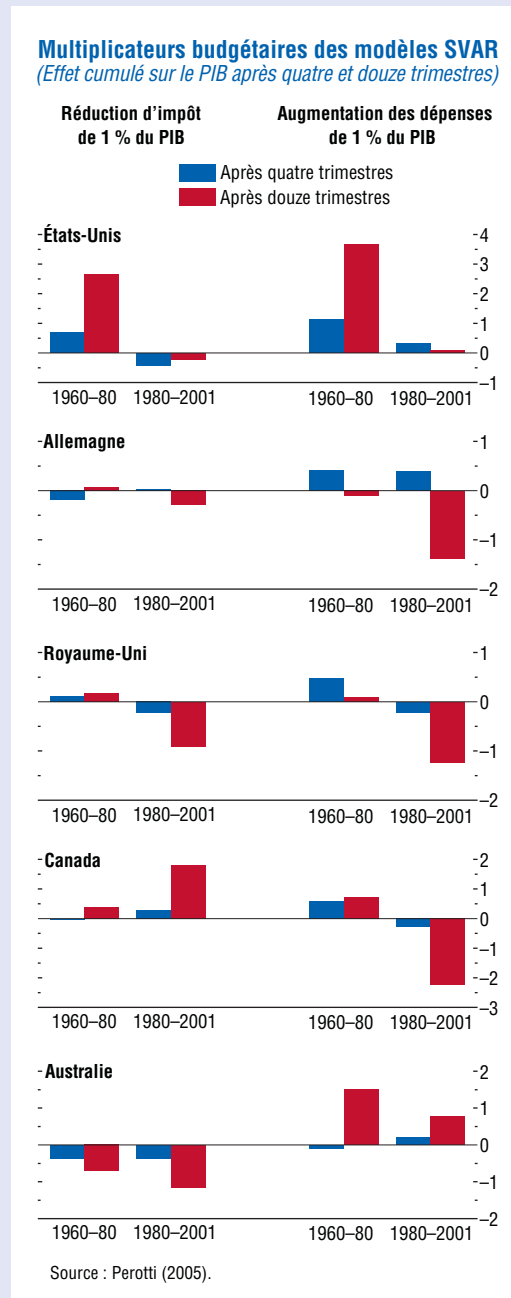 Multiplicateurs budgétaires des modèles SVAR
(Effet cumulé sur le PIB après quatre et douze trimestres)
Réduction d’impôt
de 1 % du PIB
Augmentation des dépenses
de 1 % du PIB
Après quatre trimestres
Après douze trimestres
États-Unis
4
3
2
1
0
–1
1960–80 1980–2001 1960–80 1980–2001
Allemagne
1
0
–1
–2
1960–80 1980–2001 1960–80 1980–2001
Royaume-Uni
1
0
–1
–2
1960–80 1980–2001 1960–80 1980–2001
Canada
2
1
0
–1
–2
–3
1960–80 1980–2001 1960–80 1980–2001
Australie
2
1
0
–1
–2
1960–80 1980–2001 1960–80 1980–2001
Source : Perotti (2005).